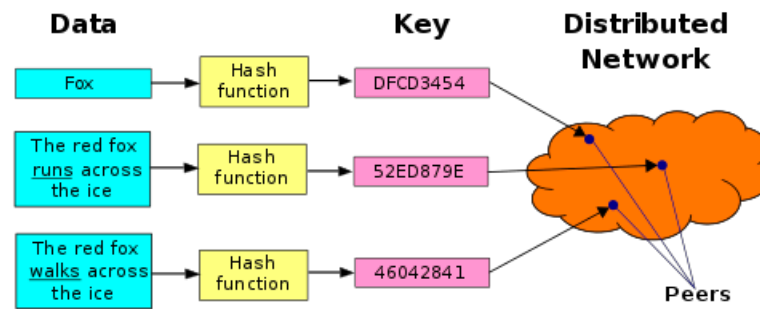 Data
Key
Distributed
Network
Fox
Hash
function
DFCD3454
The red fox
runs across
the ice
Hash
function
52ED879E
The red fox
walks across
the ice
Hash
function
46042841
Peers